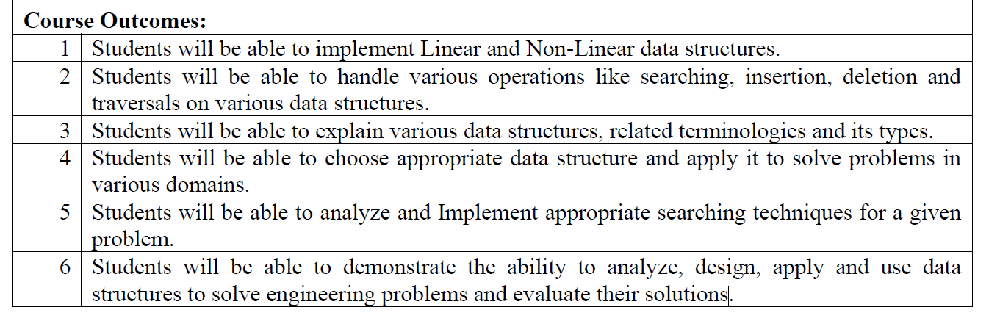 Course Outcomes:
1 Students will be able to implement Linear and Non-Linear data structures.
2 Students will be able to handle various operations like searching, insertion, deletion and
traversals on various data structures.
3 Students will be able to explain various data structures, related terminologies and its types.
4 Students will be able to choose appropriate data structure and apply it to solve problems in
various domains.
5 Students will be able to analyze and Implement appropriate searching techniques for a given
problem.
6 Students will be able to demonstrate the ability to analyze, design, apply and use data
structures to solve engineering problems and evaluate their solutions.